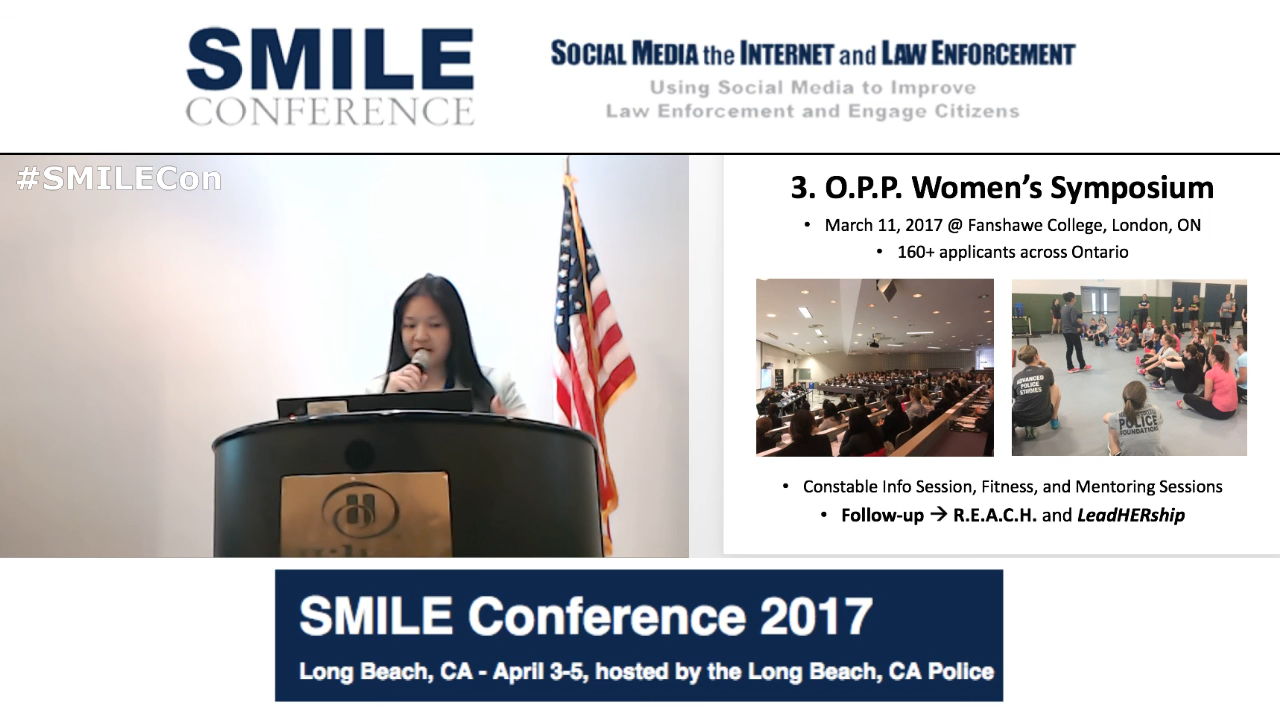 SMILE
CONFERENCE
SOCIAL MEDIA the INTERNET and LAW ENFORCEMENT
Using Social Media to Improve
Law Enforcement and Engage Citizens
#SMILECon
3. O.P.P. Women's Symposium
• March 11, 2017 @ Fanshawe College, London, ON
• 160+ applicants across Ontario
ADVANCED
POLICE
STUDIES
POLICE
FOUNDATIONS
• Constable Info Session, Fitness, and Mentoring Sessions
• Follow-up → R.E.A.C.H. and LeadHERship
H
SMILE Conference 2017
Long Beach, CA - April 3-5, hosted by the Long Beach, CA Police